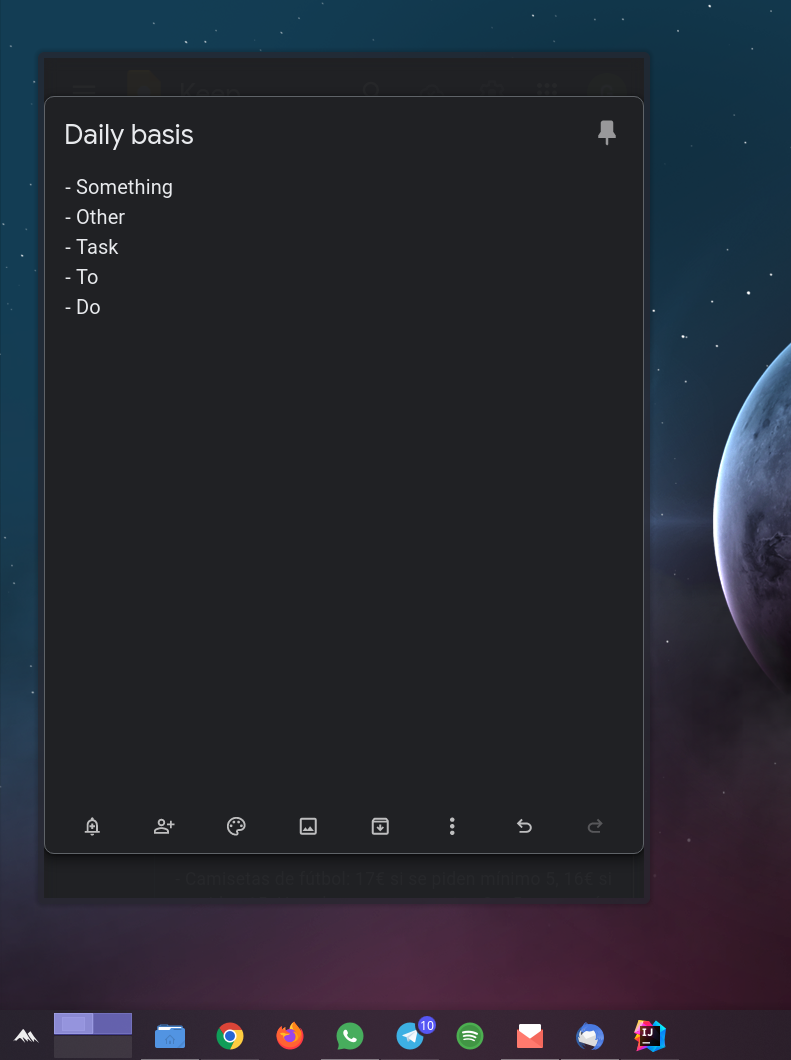 Keep
Daily basis
- Something
- Other
- Task
- To
- Do
- Camisetas de fútbol: 17€ si se piden mínimo 5, 16€ si
10
IJ